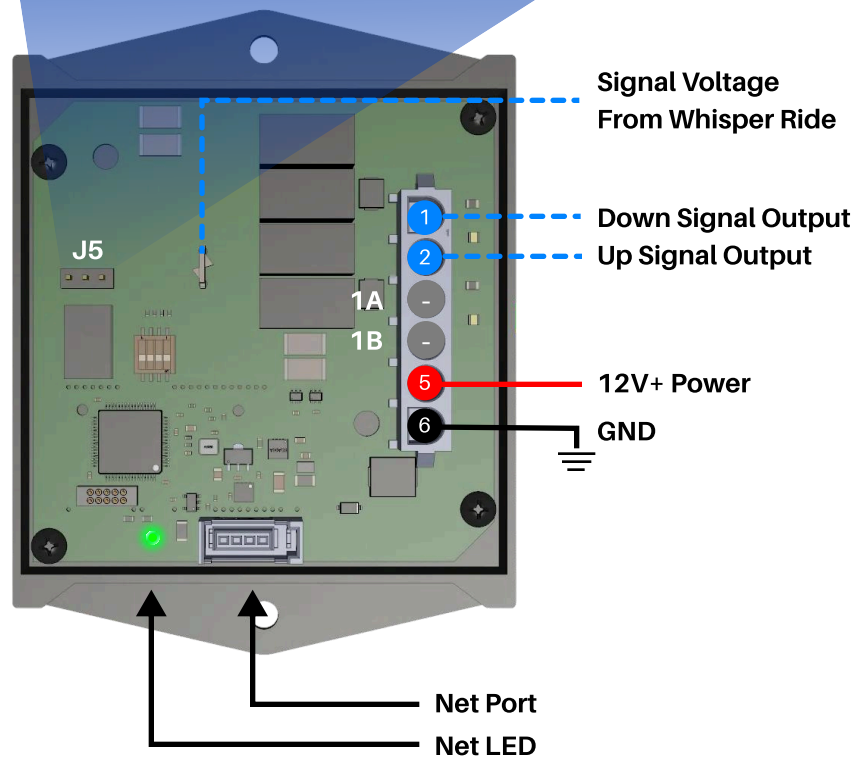 Signal Voltage
From Whisper Ride
1
Down Signal Output
2
Up Signal Output
J5
1A
-
1B
-
5
12V+ Power
6
GND
Net Port
Net LED